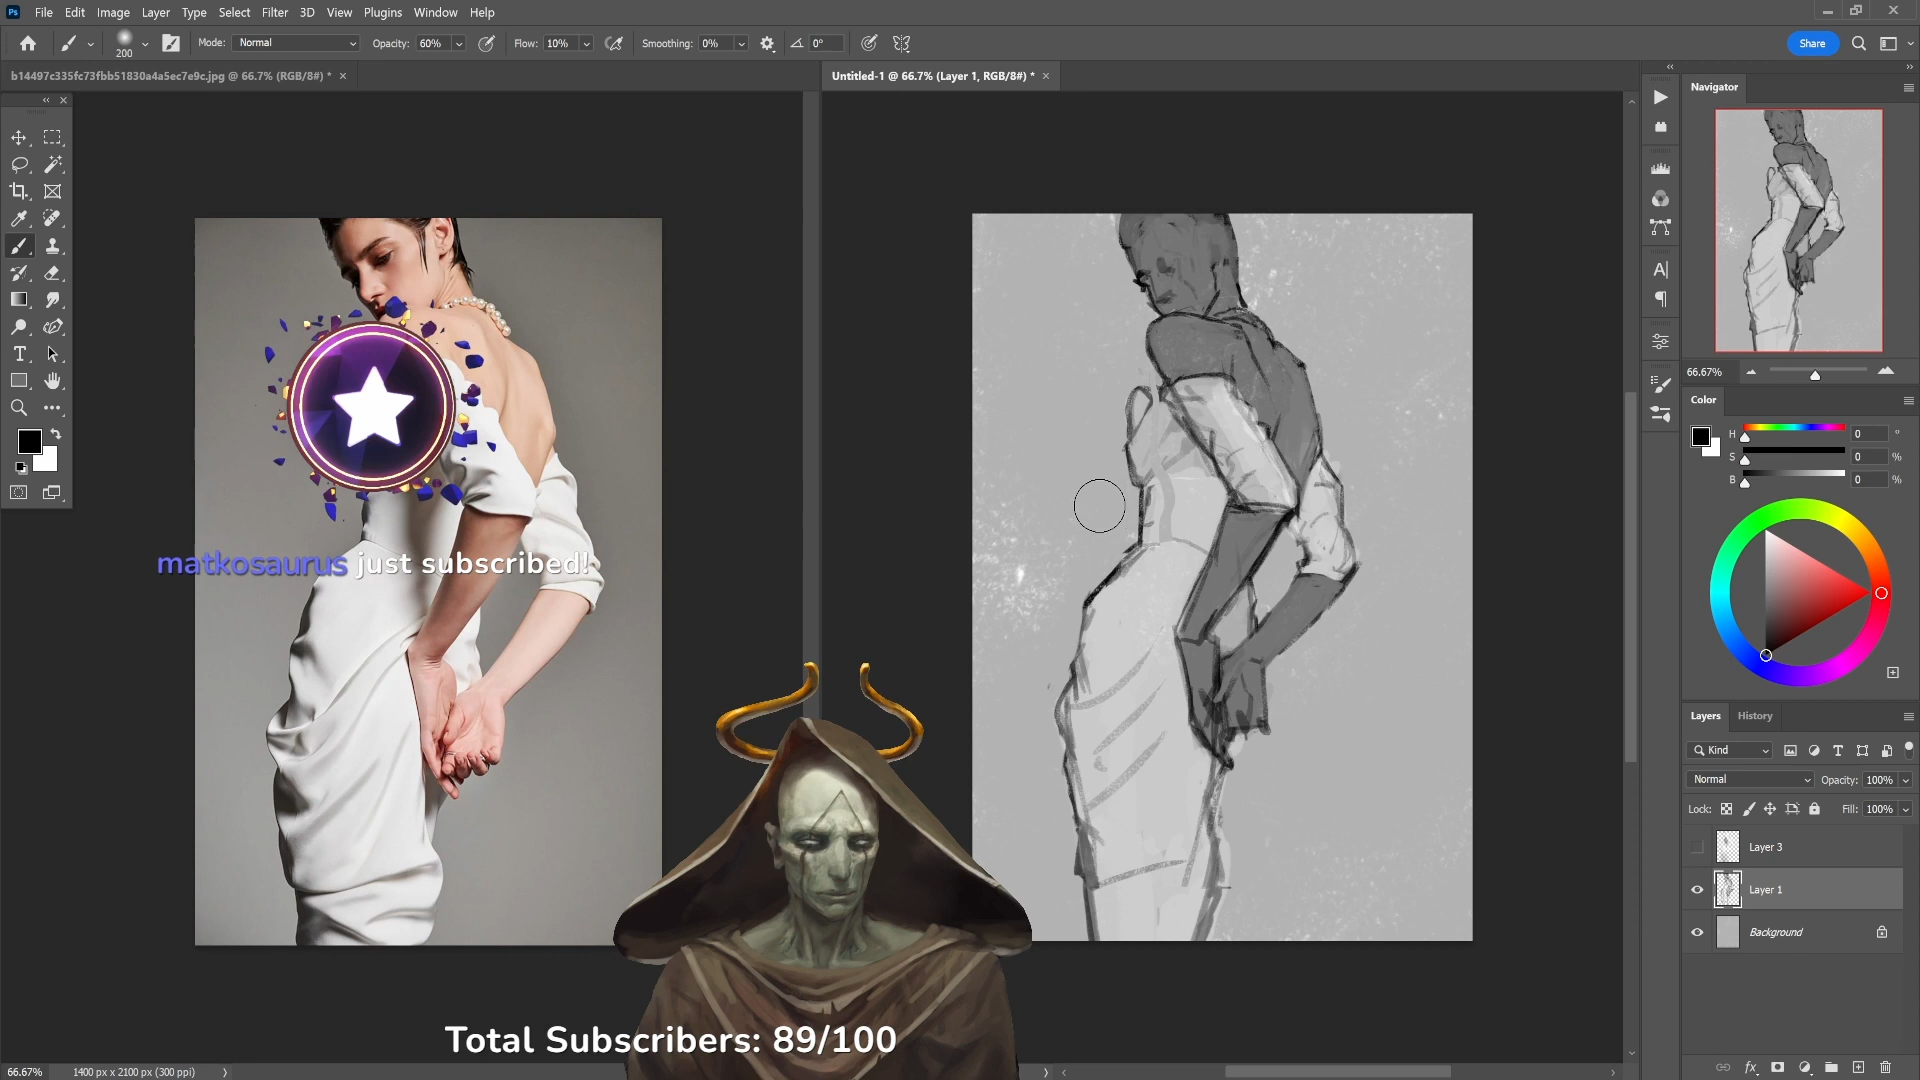 Ps File Edit Image Layer Type Select Filter 3D View Plugins Window Help
200 Mode: Normal Opacity: 60% Flow: 10% Smoothing: 0% 0° Share
b14497c335fc73fbb51830a4a5ec7e9c.jpg @ 66.7% (RGB/8#) * ×
Untitled-1 @ 66.7% (Layer 1, RGB/8#) * ×
Navigator
66.67%
Color
H 0 °
S 0 %
B 0 %
Layers History
Kind
Normal Opacity: 100%
Lock: Fill: 100%
Layer 3
Layer 1
Background
matkosaurus just subscribed!
Total Subscribers: 89/100
66.67% 1400 px x 2100 px (300 ppi)